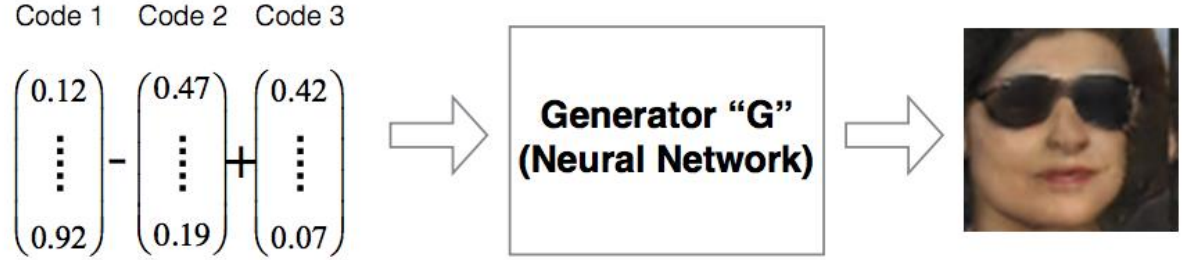 Code 1 Code 2 Code 3
0.12 0.47 0.42
- +
0.92 0.19 0.07
Generator “G”
(Neural Network)